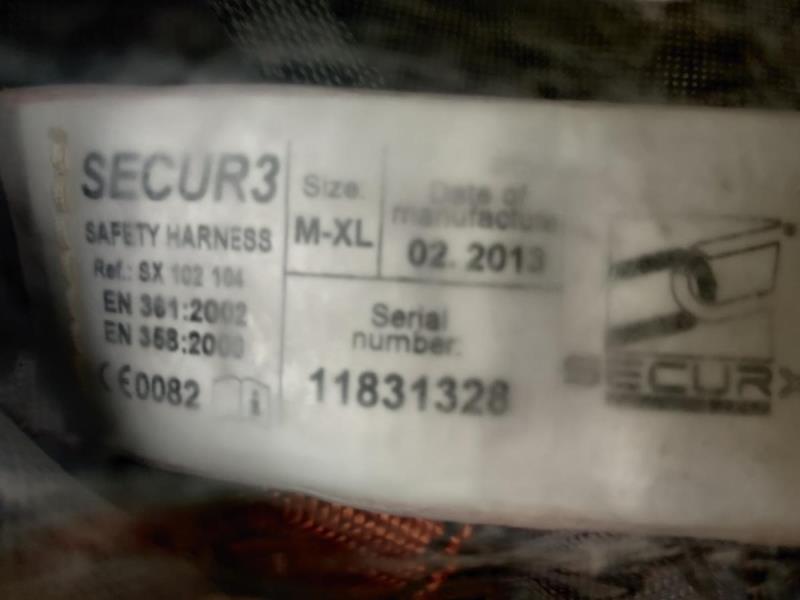 SECUR3
SAFETY HARNESS
Ref.: SX 102 104
EN 361:2002
EN 358:2000
CE0082
Size:
M-XL
Date of
manufacture
02. 2013
Serial
number:
11831328
SECURX